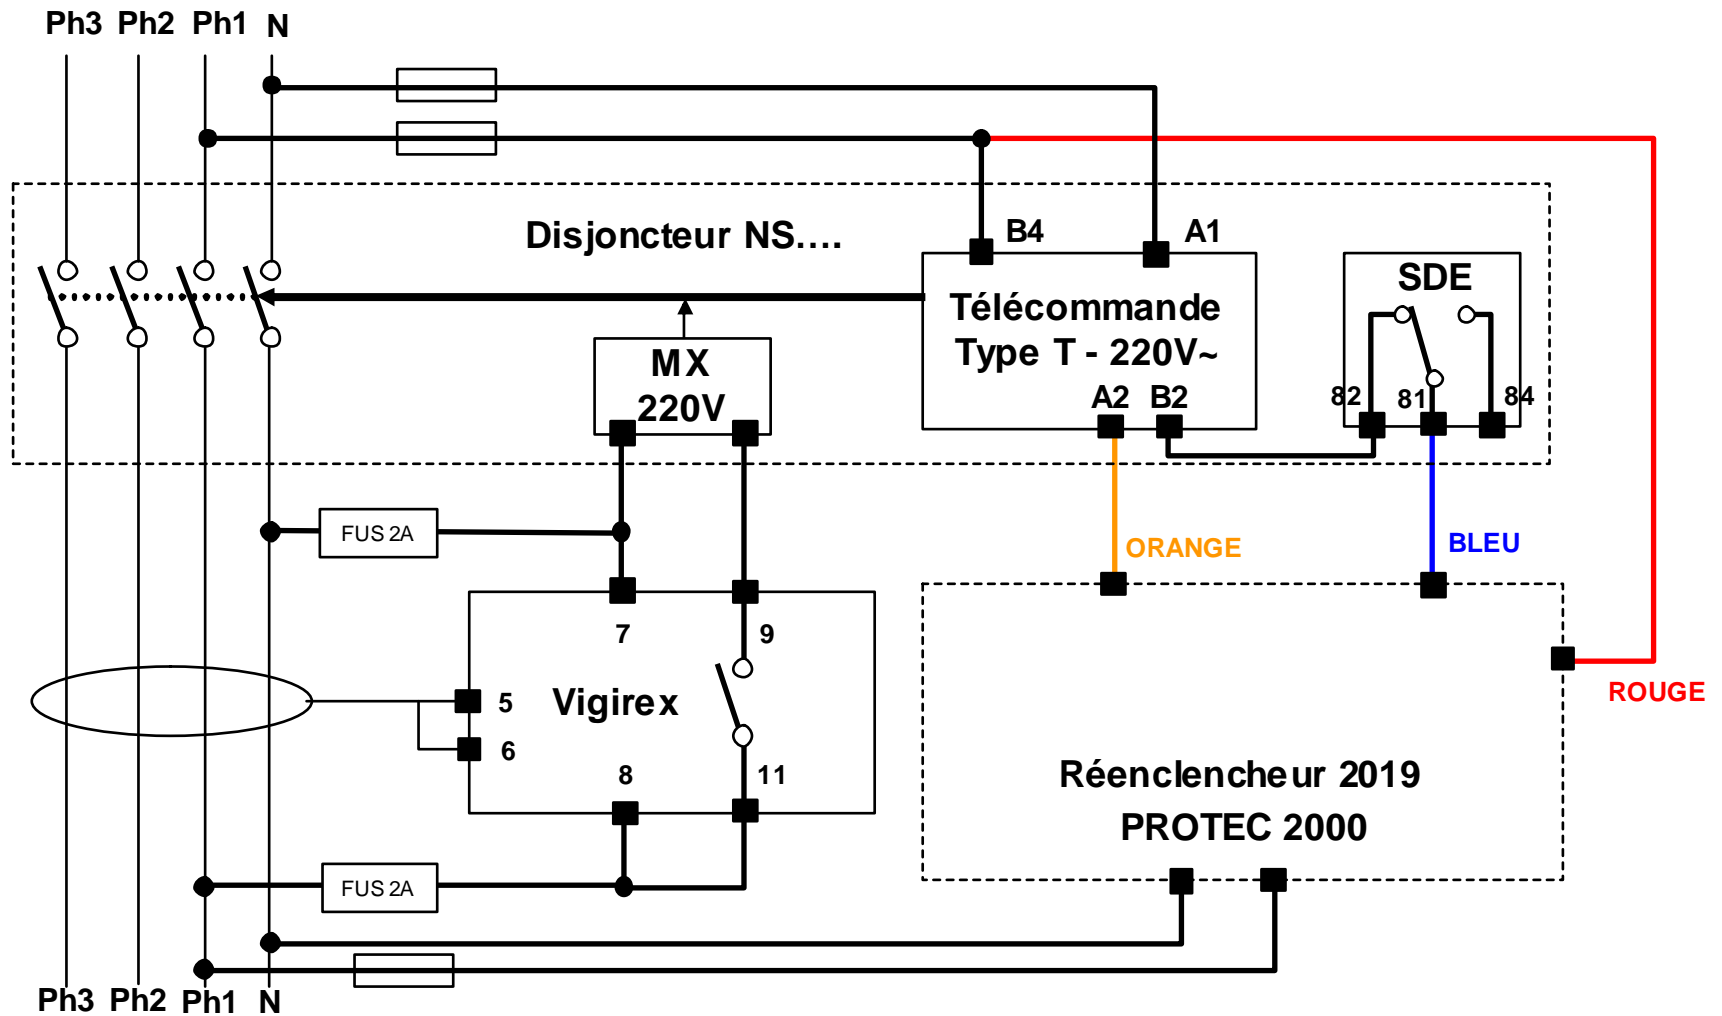 Ph3 Ph2 Ph1 N
Disjoncteur NS....
B4 A1
SDE
Télécommande
Type T - 220V~
MX
220V
A2 B2
82 81 84
FUS 2A
ORANGE
BLEU
7 9
Vigirex
5
6
8 11
ROUGE
Réenclencheur 2019
PROTEC 2000
FUS 2A
Ph3 Ph2 Ph1 N